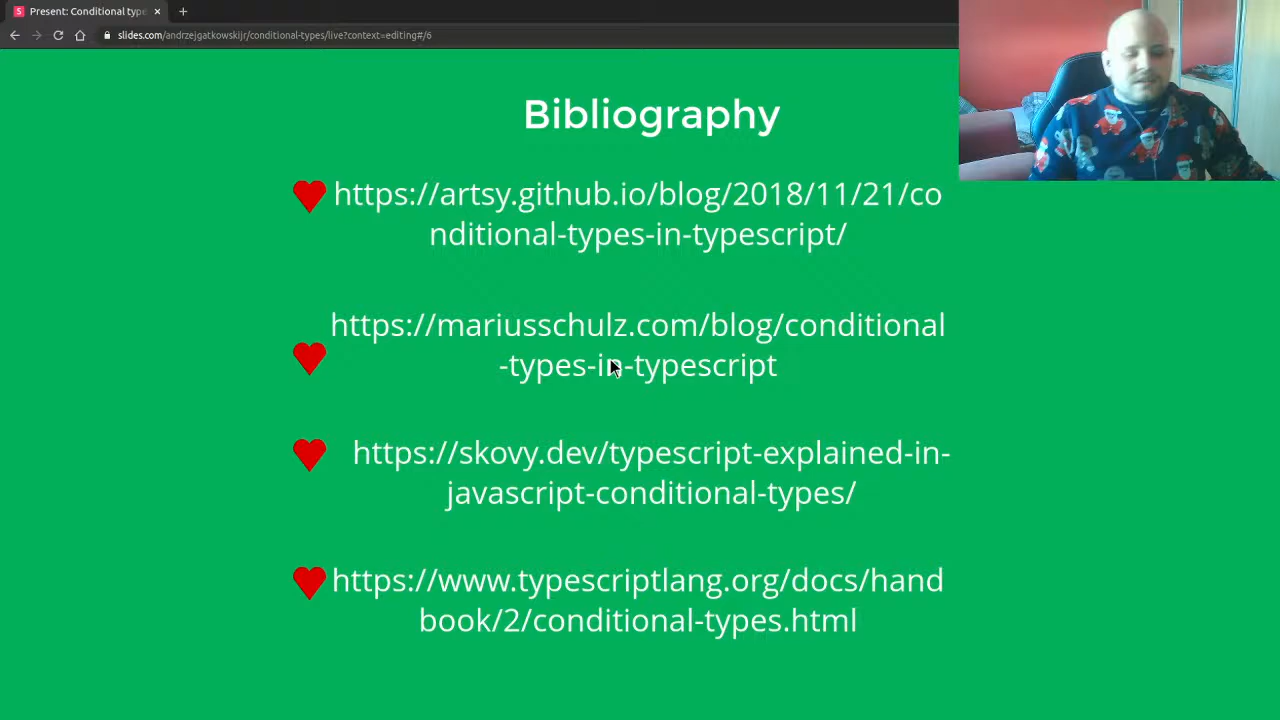 Present: Conditional type
slides.com/andrzejgatkowskijr/conditional-types/live?context=editing#/6
Bibliography
https://artsy.github.io/blog/2018/11/21/co
nditional-types-in-typescript/
https://mariusschulz.com/blog/conditional
-types-in-typescript
https://skovy.dev/typescript-explained-in-
javascript-conditional-types/
https://www.typescriptlang.org/docs/hand
book/2/conditional-types.html